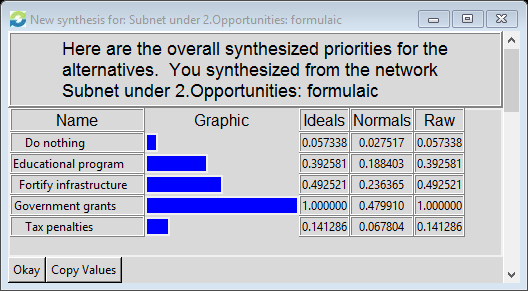 New synthesis for: Subnet under 2.Opportunities: formulaic
Here are the overall synthesized priorities for the
alternatives. You synthesized from the network
Subnet under 2.Opportunities: formulaic
Name Graphic Ideals Normals Raw
Do nothing 0.057338 0.027517 0.057338
Educational program 0.392581 0.188403 0.392581
Fortify infrastructure 0.492521 0.236365 0.492521
Government grants 1.000000 0.479910 1.000000
Tax penalties 0.141286 0.067804 0.141286
Okay Copy Values